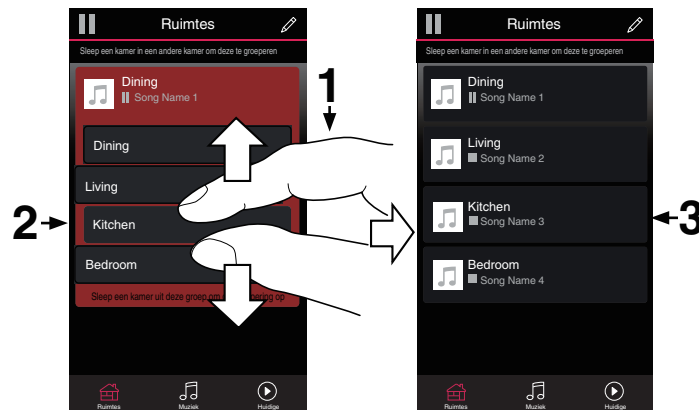 Ruimtes
Sleep een kamer in een andere kamer om deze te groeperen
Dining
Song Name 1
Dining
Living
Kitchen
Bedroom
Sleep een kamer uit deze groep om pering op
Ruimtes
Muziek
Huidige
1
2
Ruimtes
Sleep een kamer in een andere kamer om deze te groeperen
Dining
Song Name 1
Living
Song Name 2
Kitchen
Song Name 3
Bedroom
Song Name 4
Ruimtes
Muziek
Huidige
3